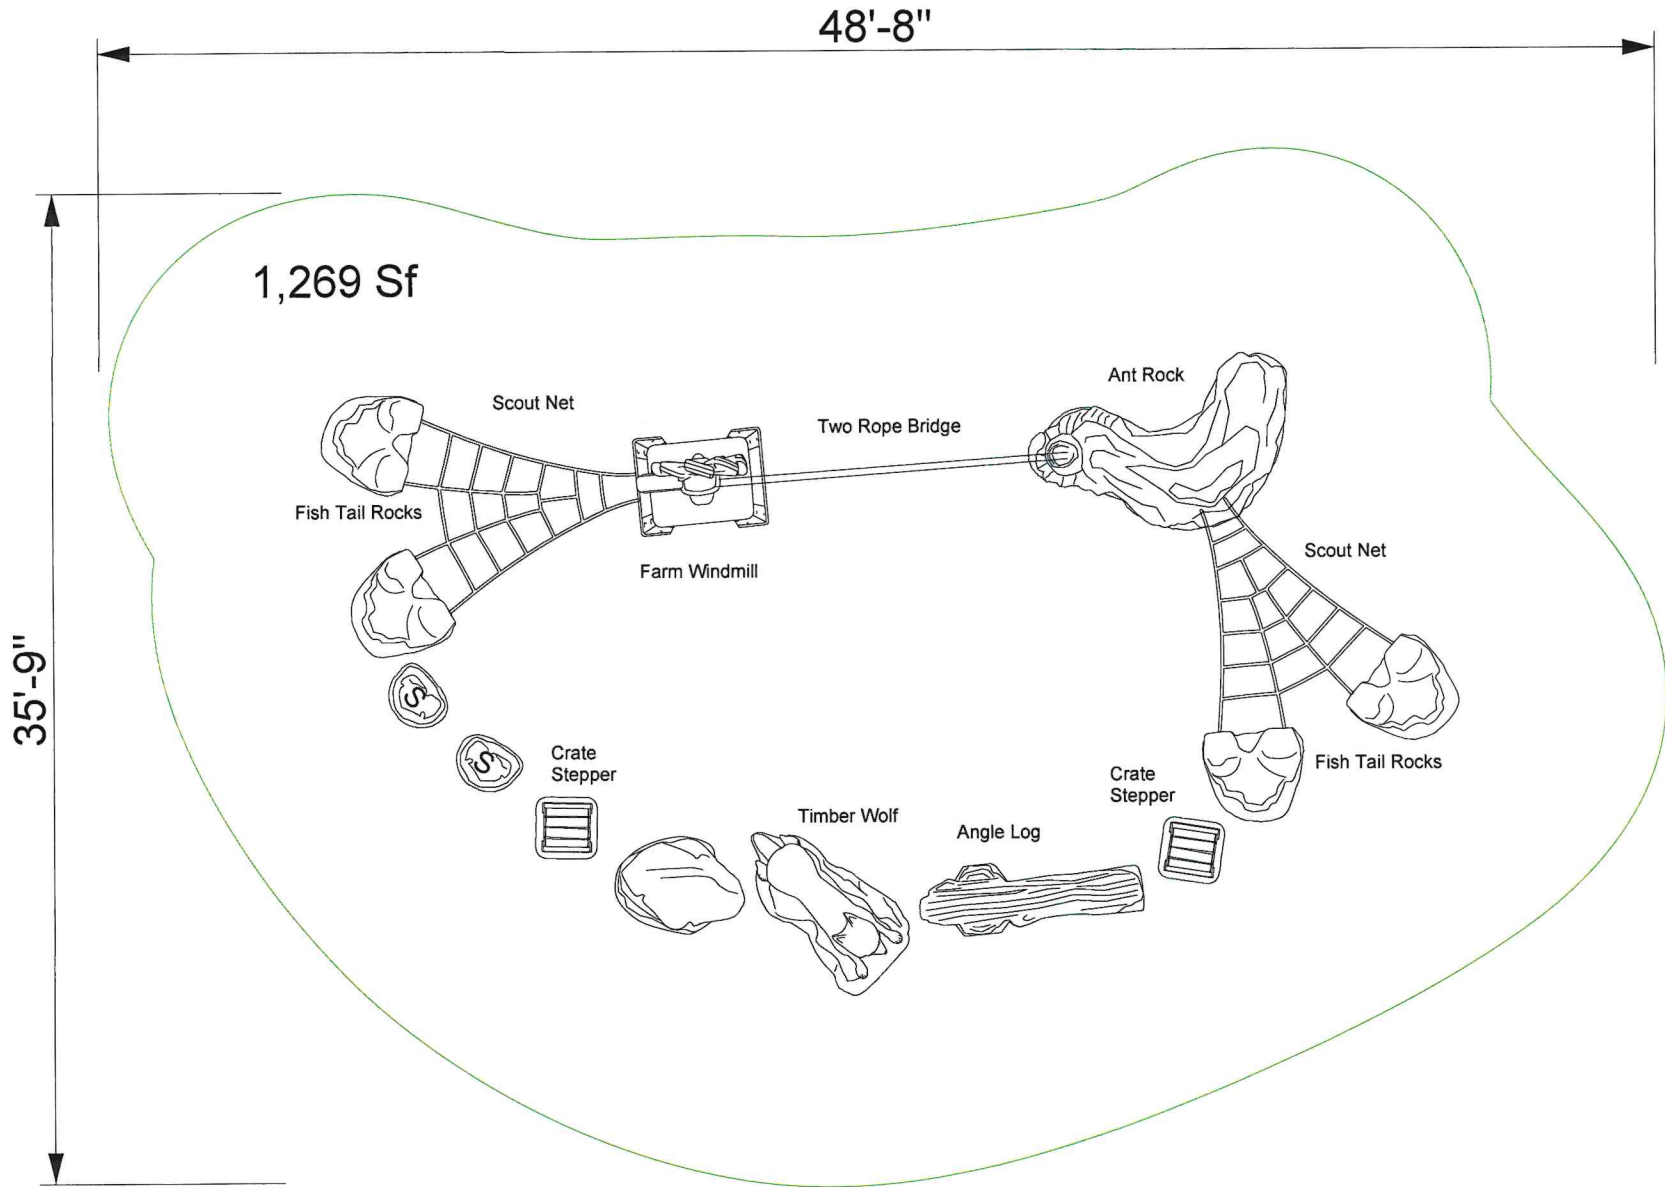 48'-8"
1,269 Sf
35'-9"
Ant Rock
Scout Net
Two Rope Bridge
Fish Tail Rocks
Farm Windmill
Scout Net
S
S
Crate
Stepper
Fish Tail Rocks
Crate
Stepper
Timber Wolf
Angle Log